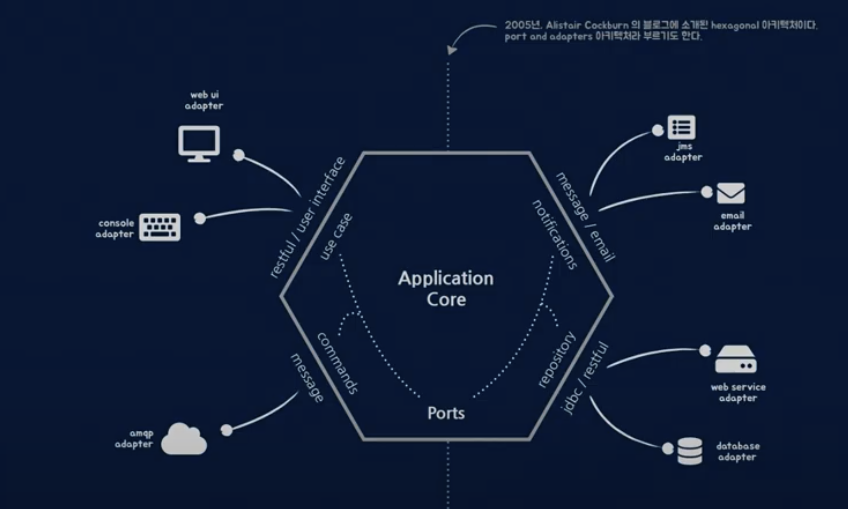 2005년. Alistair Cockburn 의 블로그에 소개된 hexagonal 아키텍처이다.
port and adapters 아키텍처라 부르기도 한다.
web ui
adapter
console
adapter
amqp
adapter
restful / user interface
use case
commands
message
Application
Core
Ports
message / email
notifications
repository
jdbc / restful
jms
adapter
email
adapter
web service
adapter
database
adapter